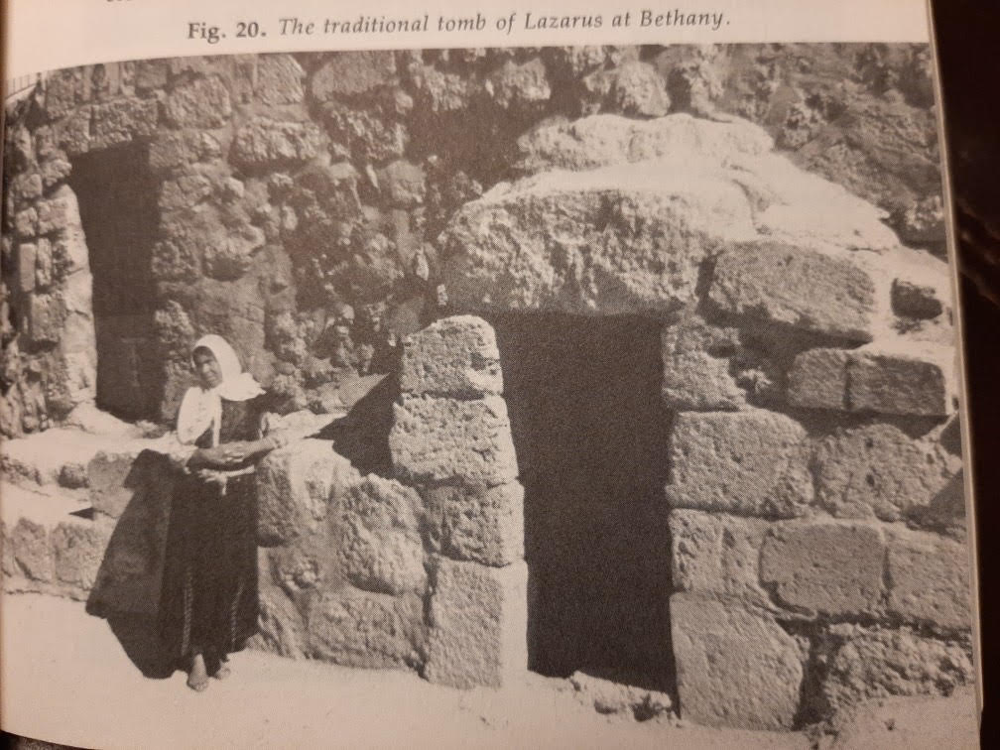 Fig. 20. The traditional tomb of Lazarus at Bethany.